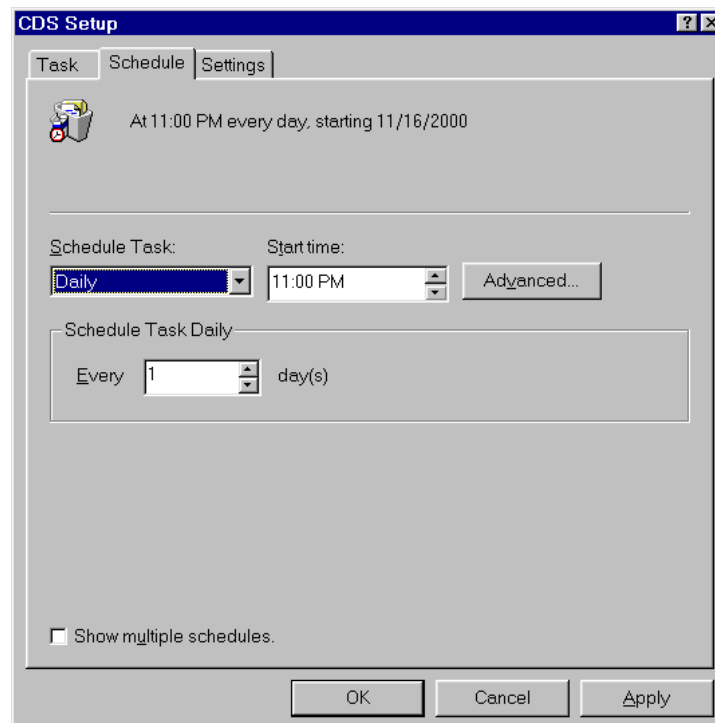 CDS Setup
Task Schedule Settings
At 11:00 PM every day, starting 11/16/2000
Schedule Task: Start time:
Daily 11:00 PM Advanced...
Schedule Task Daily
Every 1 day(s)
Show multiple schedules.
OK Cancel Apply